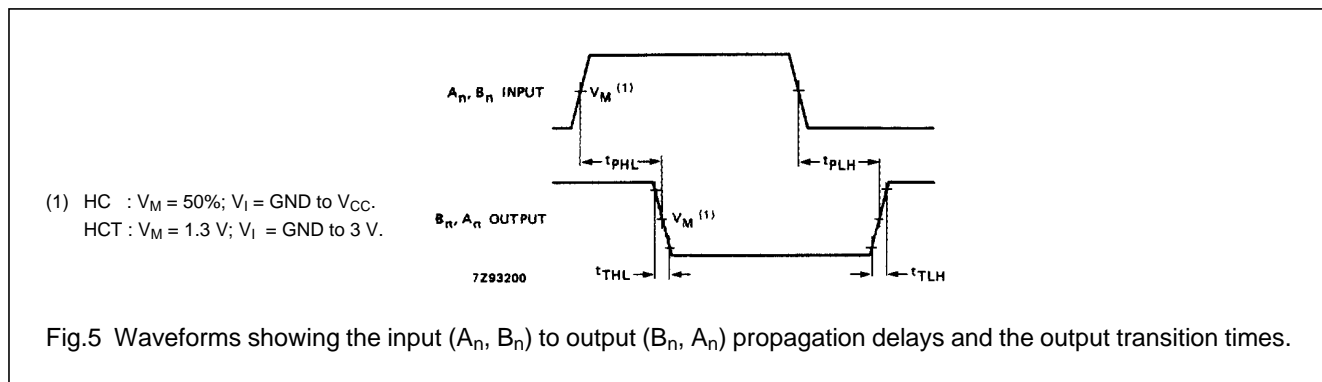 An, Bn INPUT
VM (1)
tPHL
tPLH
(1) HC : VM = 50%; VI = GND to VCC.
HCT : VM = 1.3 V; VI = GND to 3 V.
Bn, An OUTPUT
VM (1)
tTHL
tTLH
7Z93200
Fig.5 Waveforms showing the input (An, Bn) to output (Bn, An) propagation delays and the output transition times.